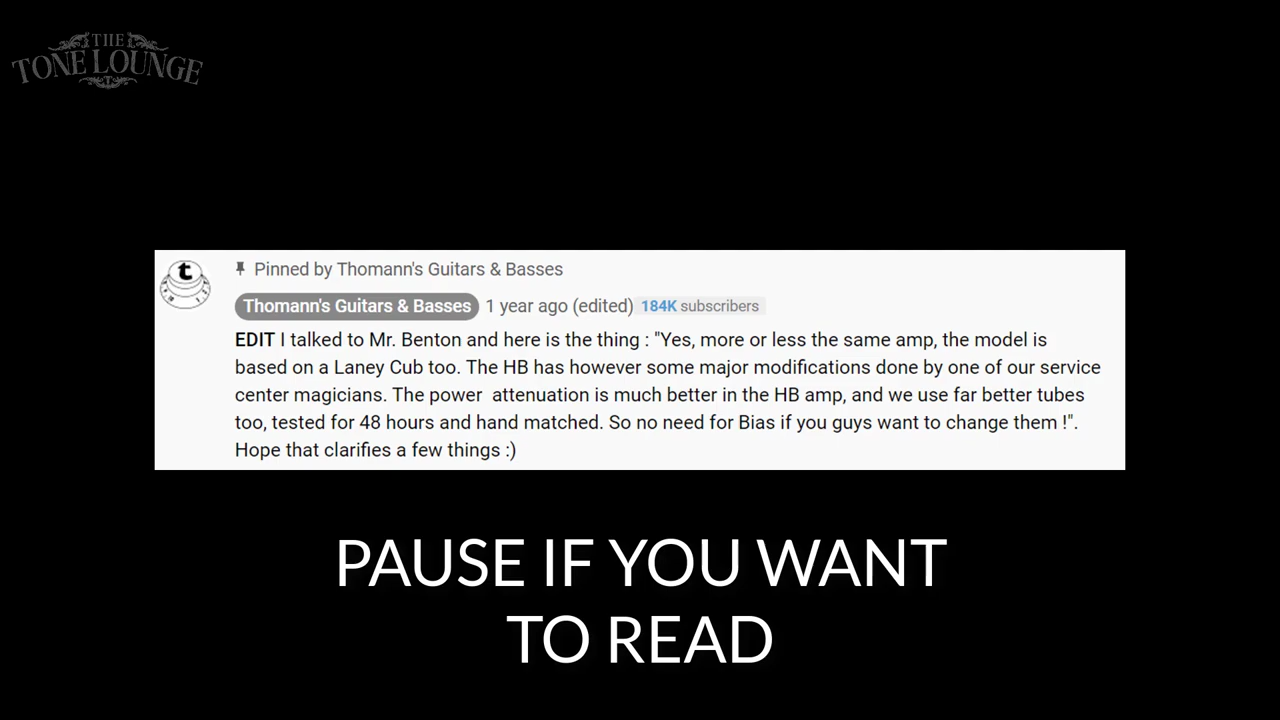 THE
TONE LOUNGE
Pinned by Thomann's Guitars & Basses
Thomann's Guitars & Basses 1 year ago (edited) 184K subscribers
EDIT I talked to Mr. Benton and here is the thing : "Yes, more or less the same amp, the model is
based on a Laney Cub too. The HB has however some major modifications done by one of our service
center magicians. The power  attenuation is much better in the HB amp, and we use far better tubes
too, tested for 48 hours and hand matched. So no need for Bias if you guys want to change them !".
Hope that clarifies a few things :)
PAUSE IF YOU WANT
TO READ